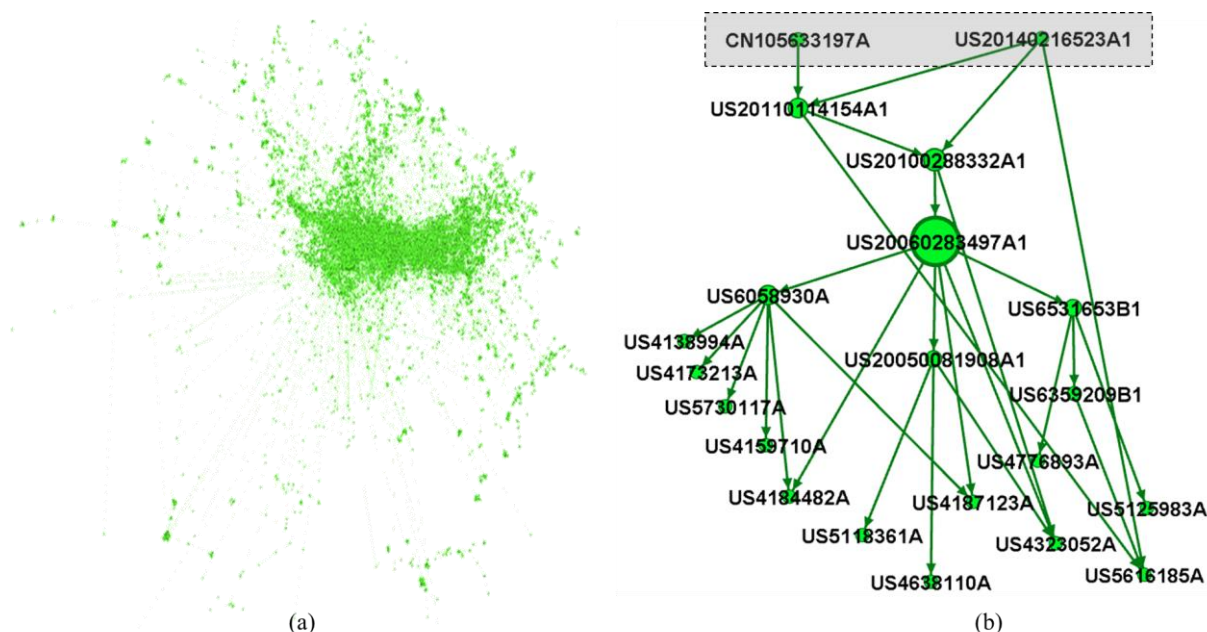 CN105633197A
US20140216523A1
US20110114154A1
US20100288332A1
US20060283497A1
US6058930A
US6531653B1
US4138994A
US20050081908A1
US4173213A
US6359209B1
US5730117A
US4159710A
US4776893A
US4184482A
US4187123A
US5125983A
US5118361A
US4323052A
US5616185A
US4638110A
(a)
(b)